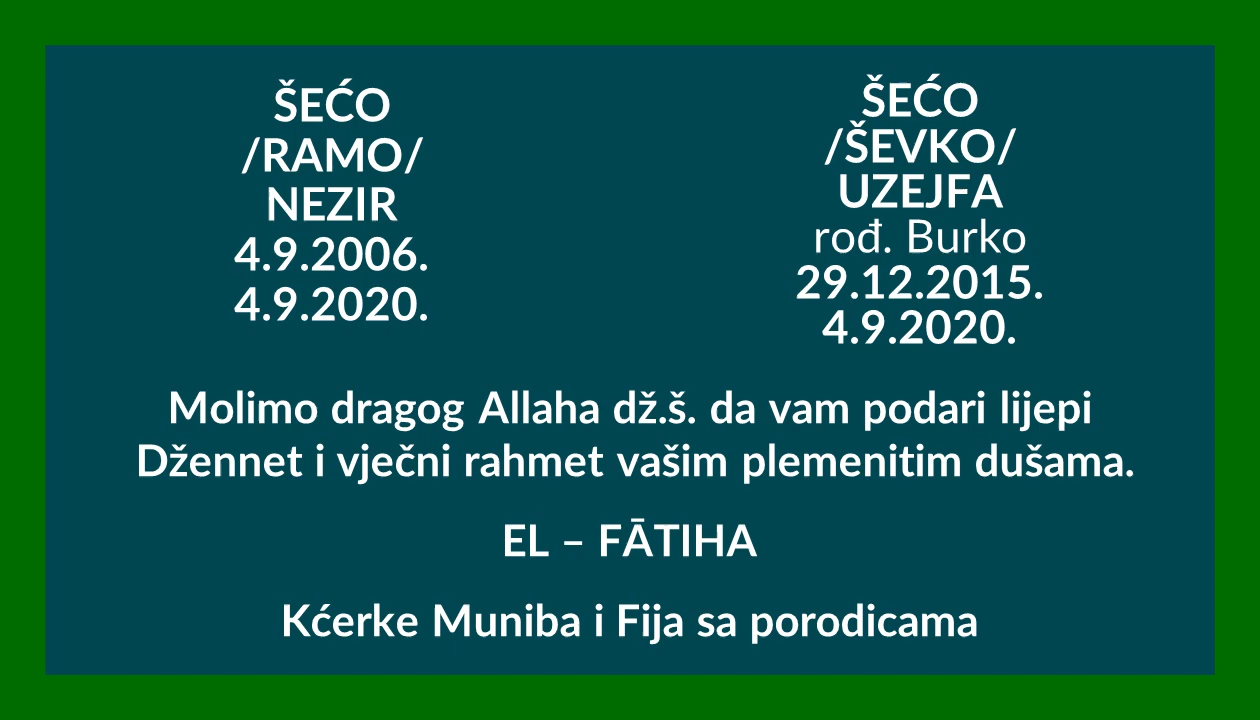 ŠEĆO
/RAMO/
NEZIR
4.9.2006.
4.9.2020.
ŠEĆO
/ŠEVKO/
UZEJFA
rođ. Burko
29.12.2015.
4.9.2020.
Molimo dragog Allaha dž.š. da vam podari lijepi
Džennet i vječni rahmet vašim plemenitim dušama.
EL – FĀTIHA
Kćerke Muniba i Fija sa porodicama